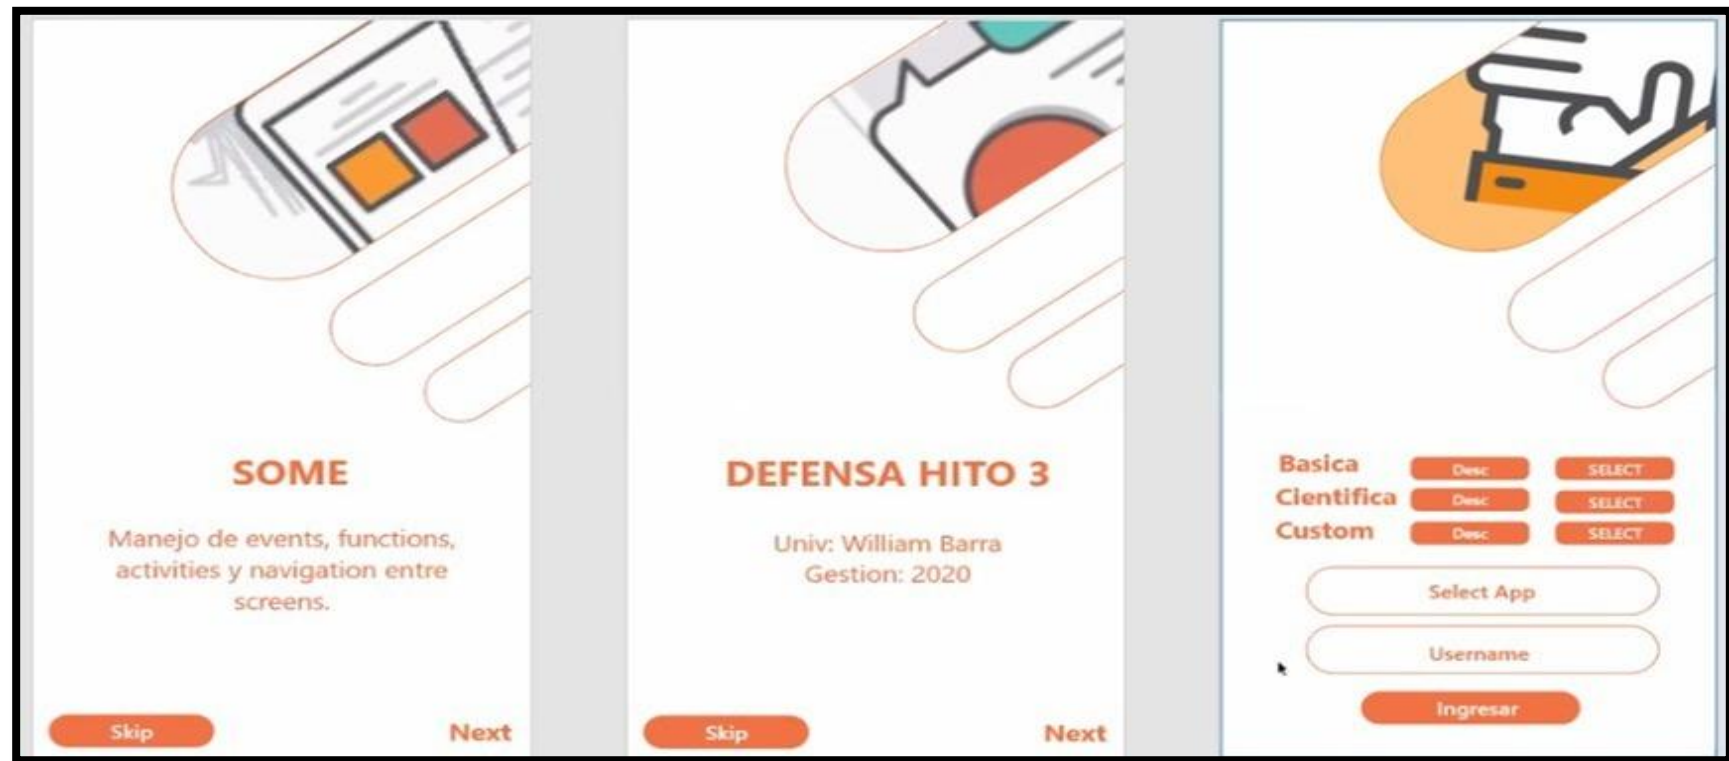 SOME
Manejo de events, functions,
activities y navigation entre
screens.
Skip
Next
DEFENSA HITO 3
Univ: William Barra
Gestion: 2020
Skip
Next
Basica
Desc
SELECT
Cientifica
Desc
SELECT
Custom
Desc
SELECT
Select App
Username
Ingresar